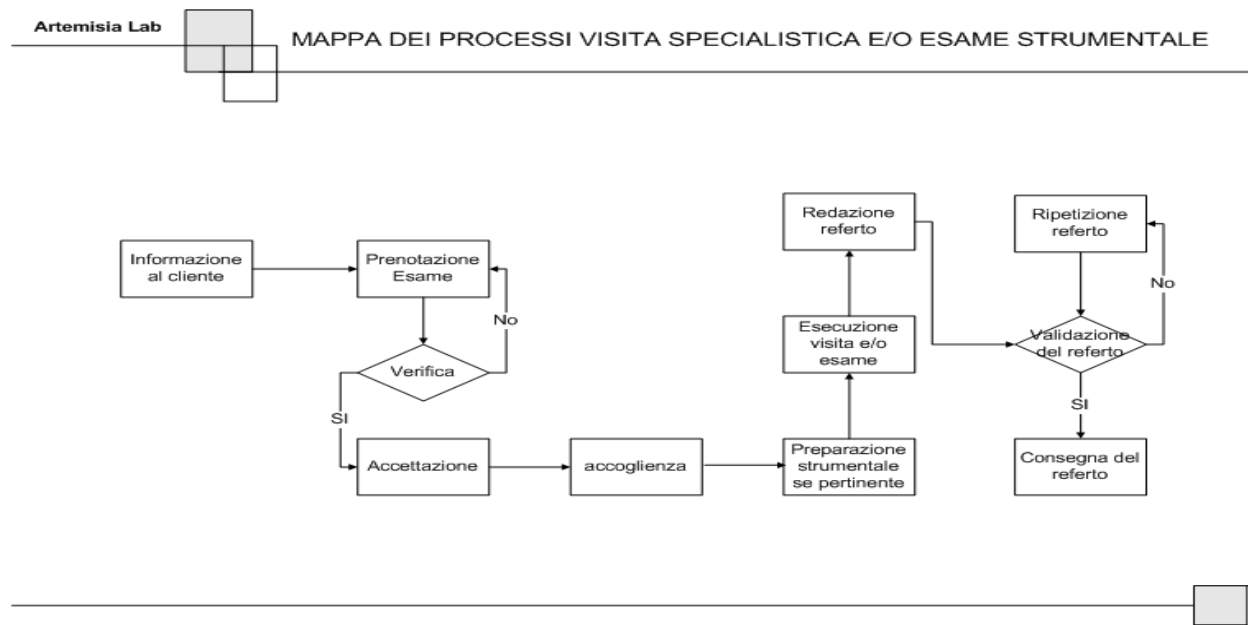 Artemisia Lab
MAPPA DEI PROCESSI VISITA SPECIALISTICA E/O ESAME STRUMENTALE
Informazione
al cliente
Prenotazione
Esame
No
Verifica
SI
Accettazione
accoglienza
Preparazione
strumentale
se pertinente
Esecuzione
visita e/o
esame
Redazione
referto
Ripetizione
referto
No
Validazione
del referto
SI
Consegna del
referto